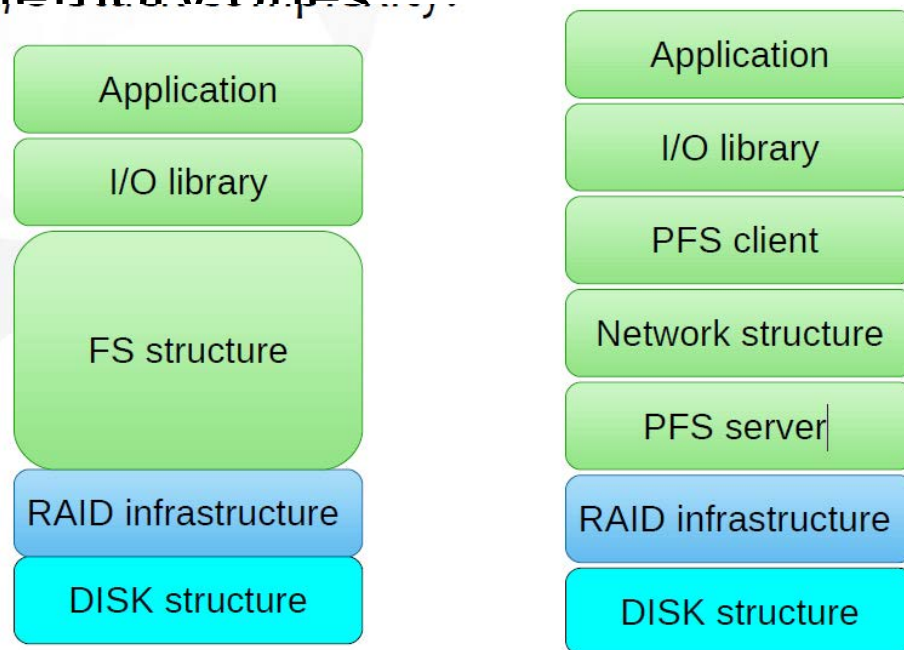 Application
I/O library
FS structure
RAID infrastructure
DISK structure
Application
I/O library
PFS client
Network structure
PFS server
RAID infrastructure
DISK structure